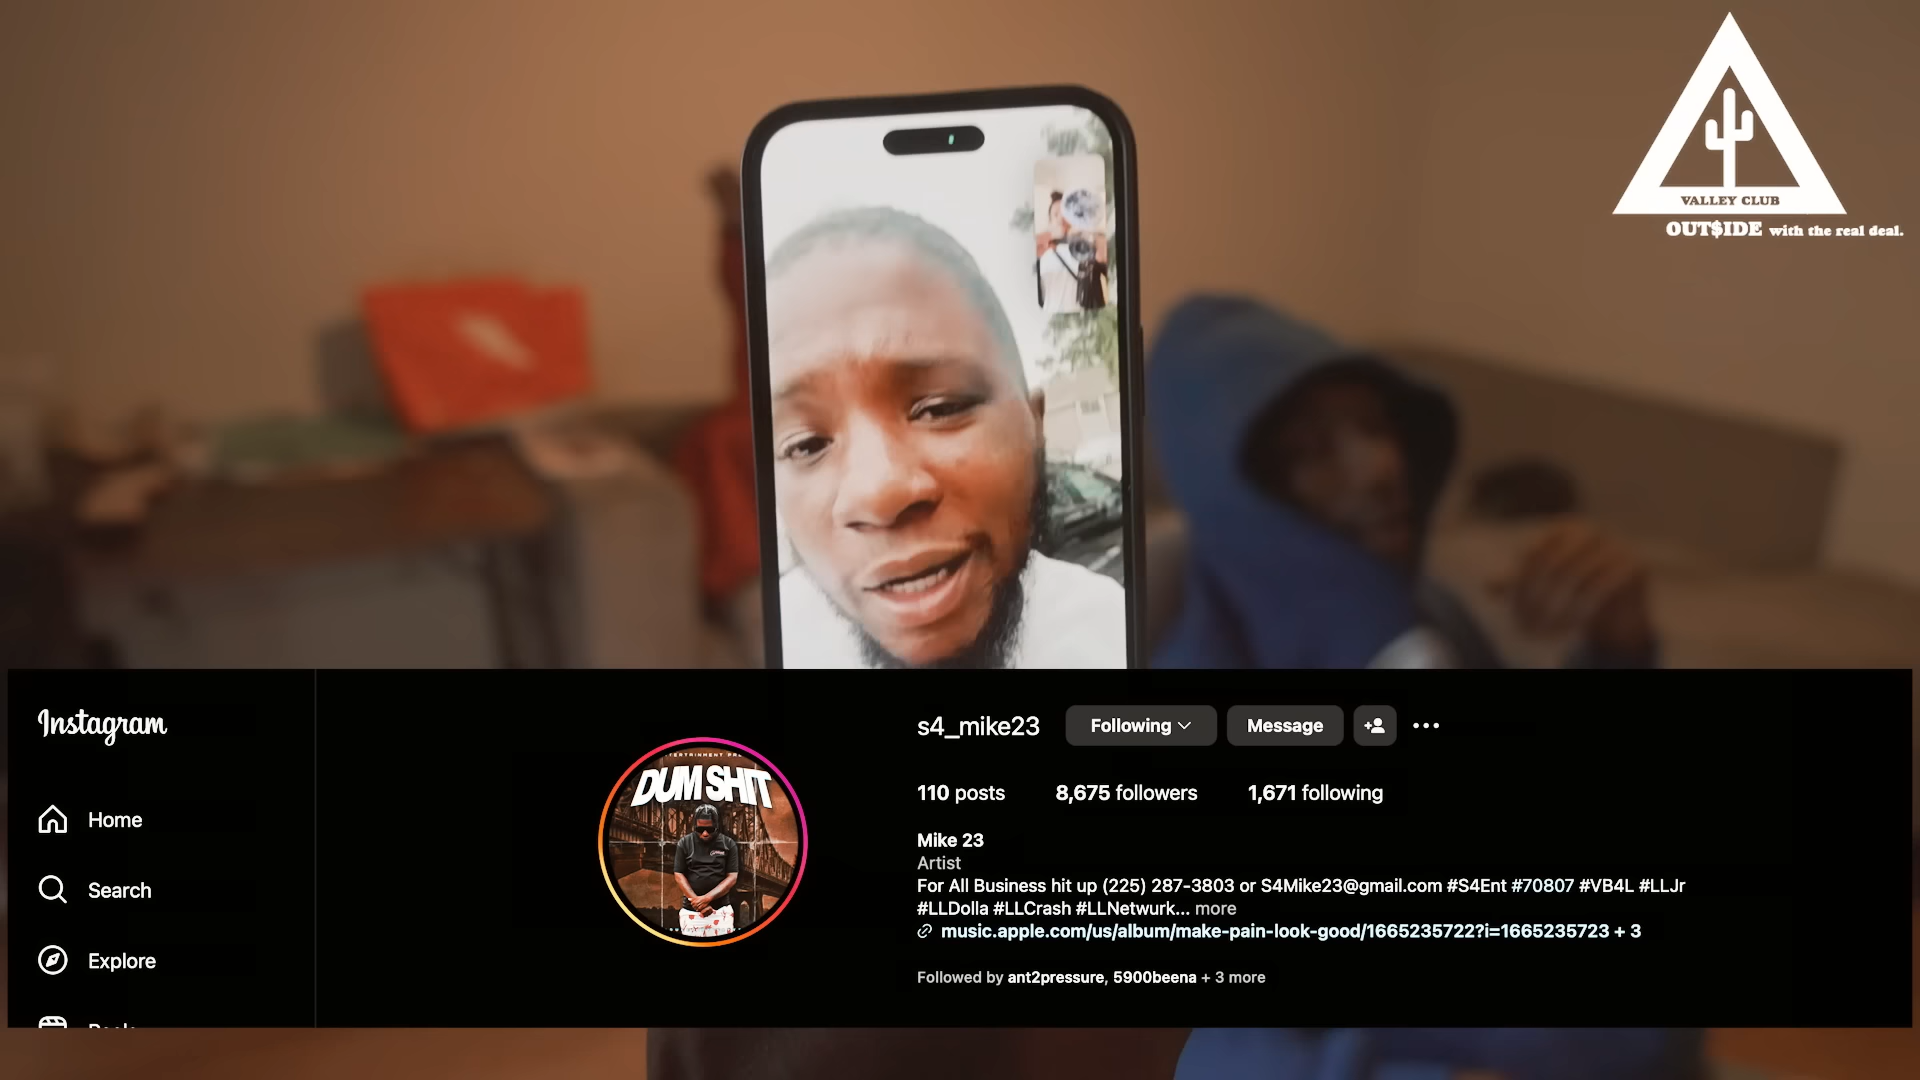 VALLEY CLUB
OUT$IDE with the real deal.
Instagram
Home
Search
Explore
DUM SHIT
s4_mike23
Following
Message
110 posts
8,675 followers
1,671 following
Mike 23
Artist
For All Business hit up (225) 287-3803 or S4Mike23@gmail.com #S4Ent #70807 #VB4L #LLJr
#LLDolla #LLCrash #LLNetwurk... more
music.apple.com/us/album/make-pain-look-good/1665235722?i=1665235723 + 3
Followed by ant2pressure, 5900beena + 3 more